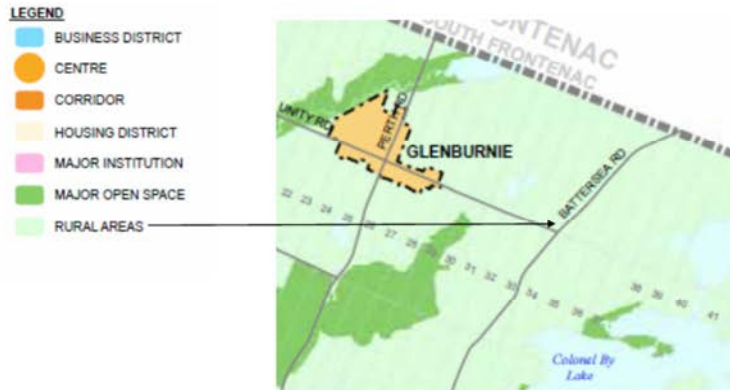 LEGEND
BUSINESS DISTRICT
CENTRE
CORRIDOR
HOUSING DISTRICT
MAJOR INSTITUTION
MAJOR OPEN SPACE
RURAL AREAS
FRONTENAC
SOUTH FRONTENAC
UNITY RD
PERTH RD
GLENBURNIE
BATTERSEA RD
22 23 24 25 26 27 28 29 30 31 32 33 34 35 36 38 39 40 41
Colonel By
Lake